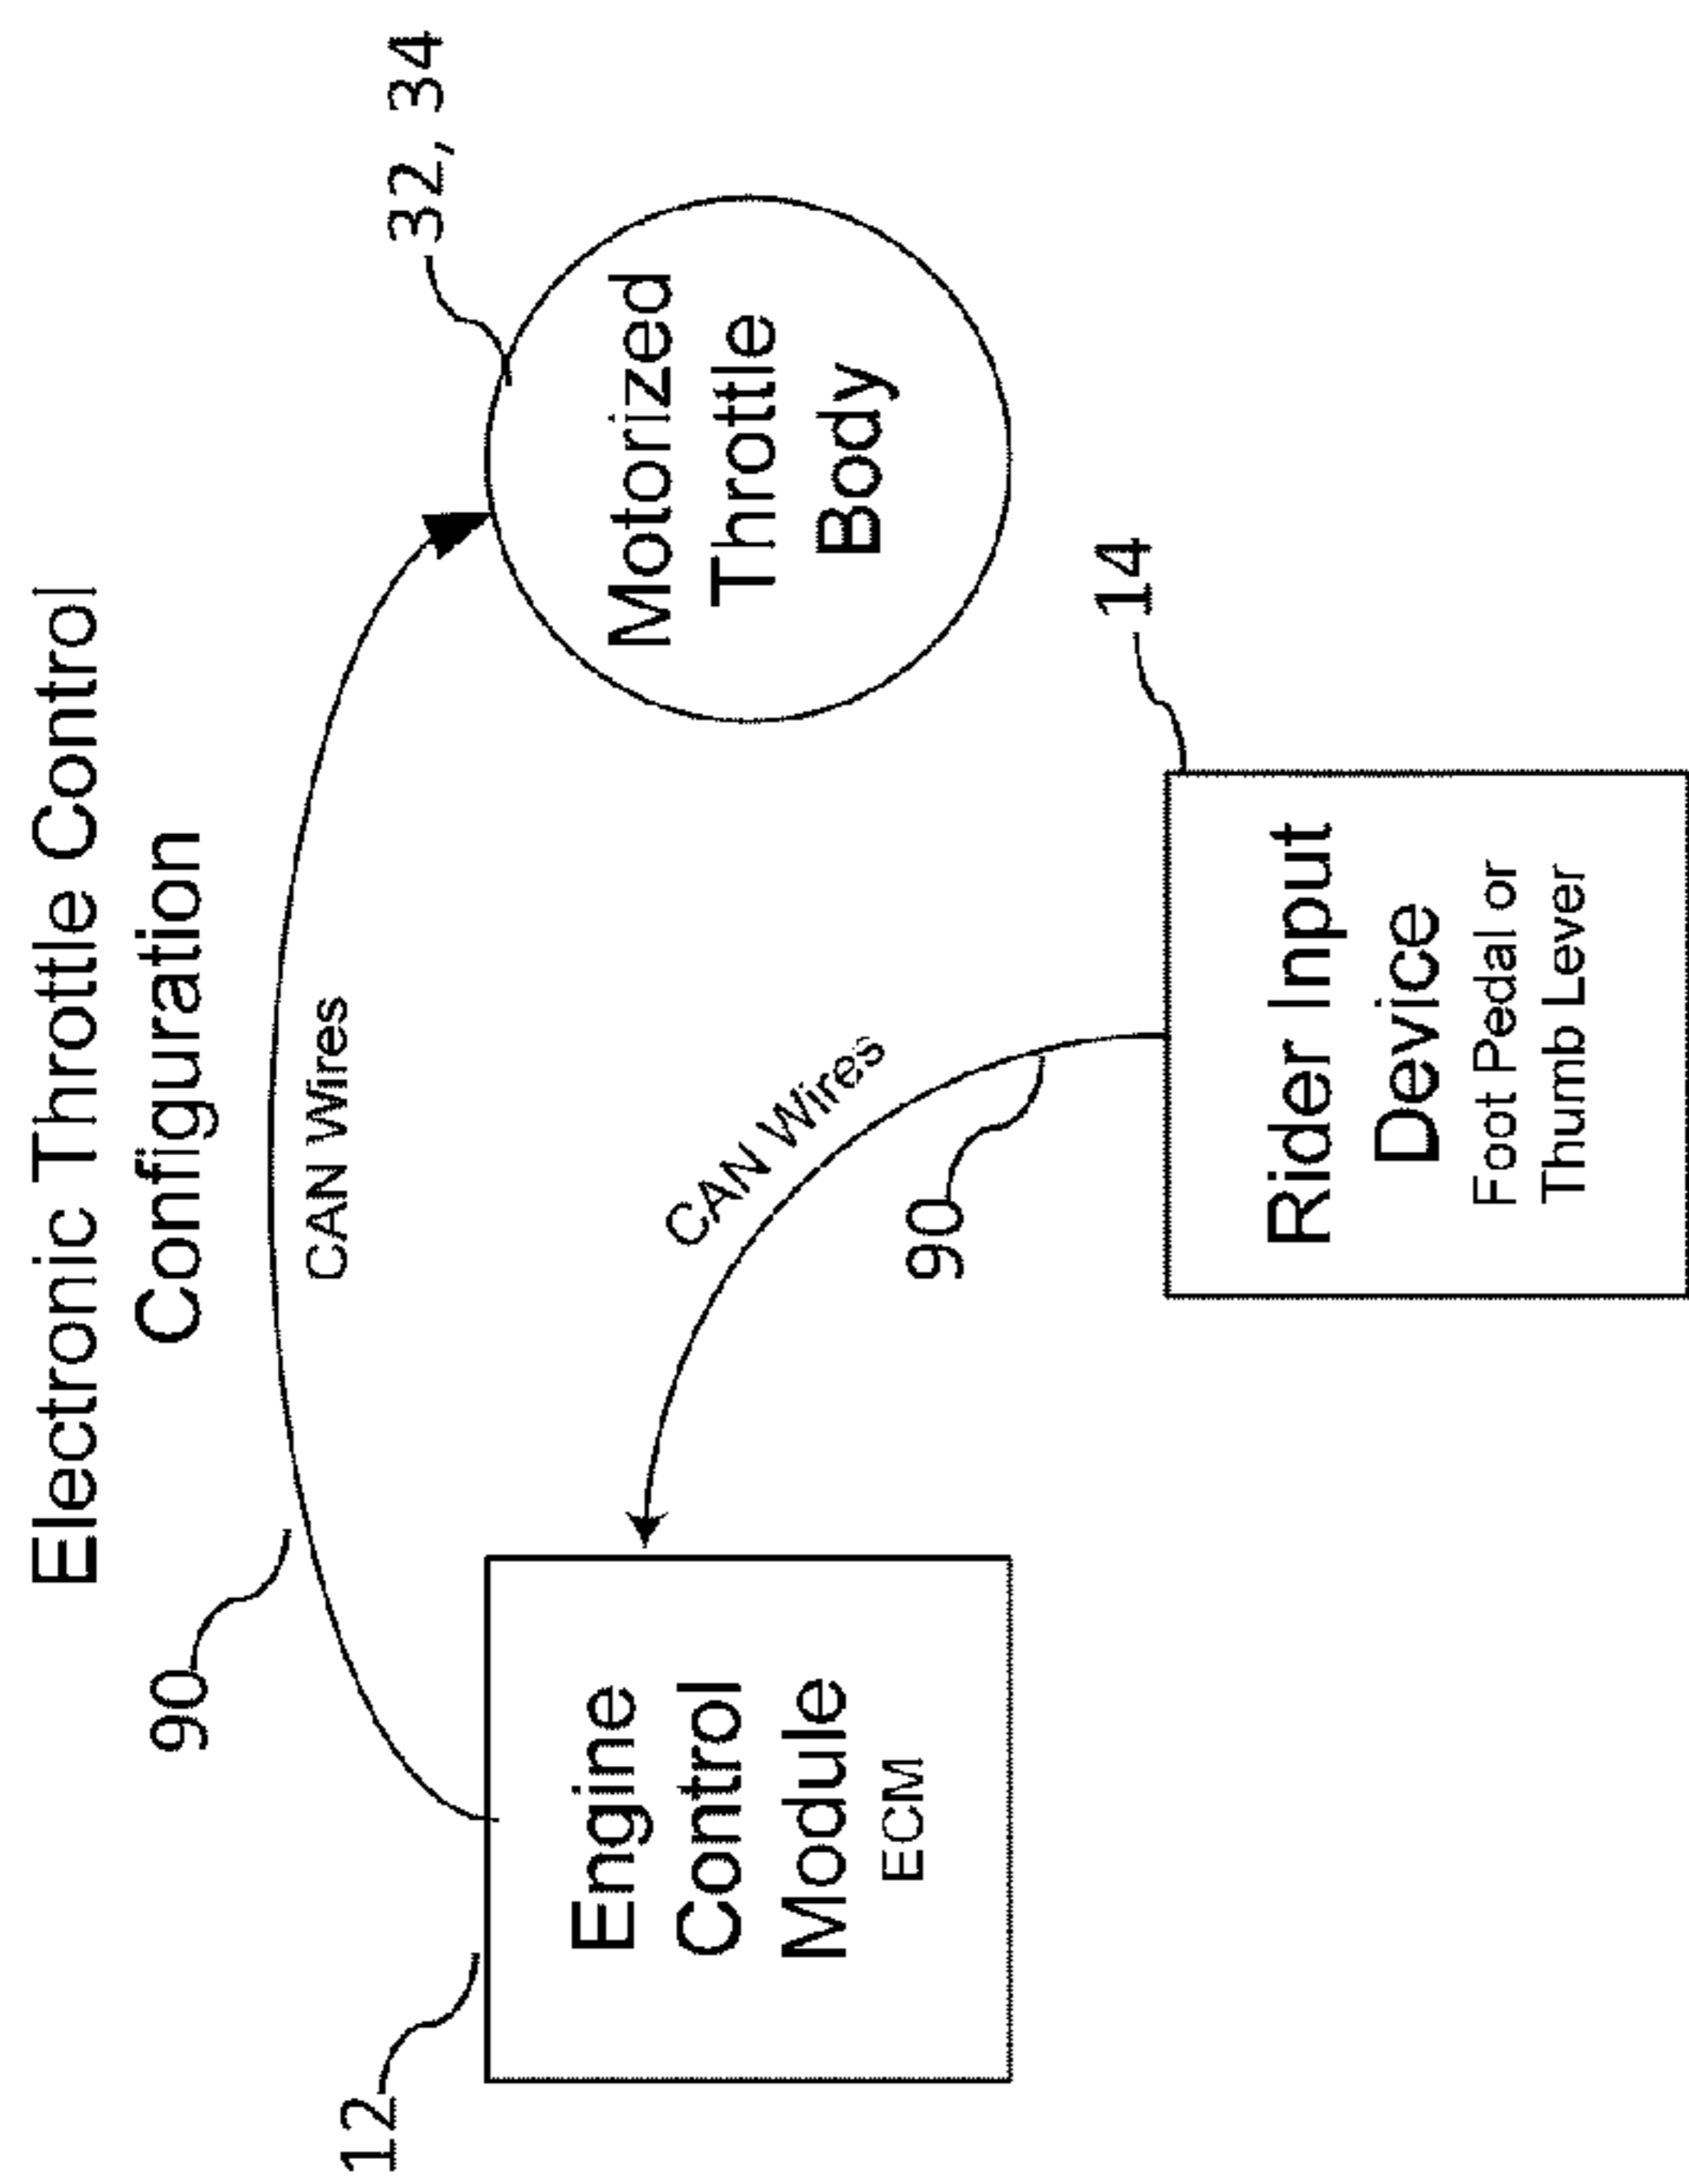 Electronic Throttle Control
Configuration
90
CAN Wires
12
32, 34
Engine
Control
Module
ECM
Motorized
Throttle
Body
CAN Wires
90
14
Rider Input
Device
Foot Pedal or
Thumb Lever